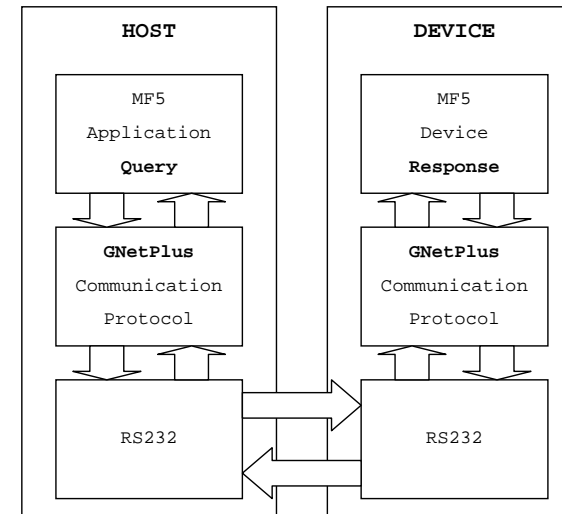 HOST
MF5
Application
Query
GNetPlus
Communication
Protocol
RS232
DEVICE
MF5
Device
Response
GNetPlus
Communication
Protocol
RS232